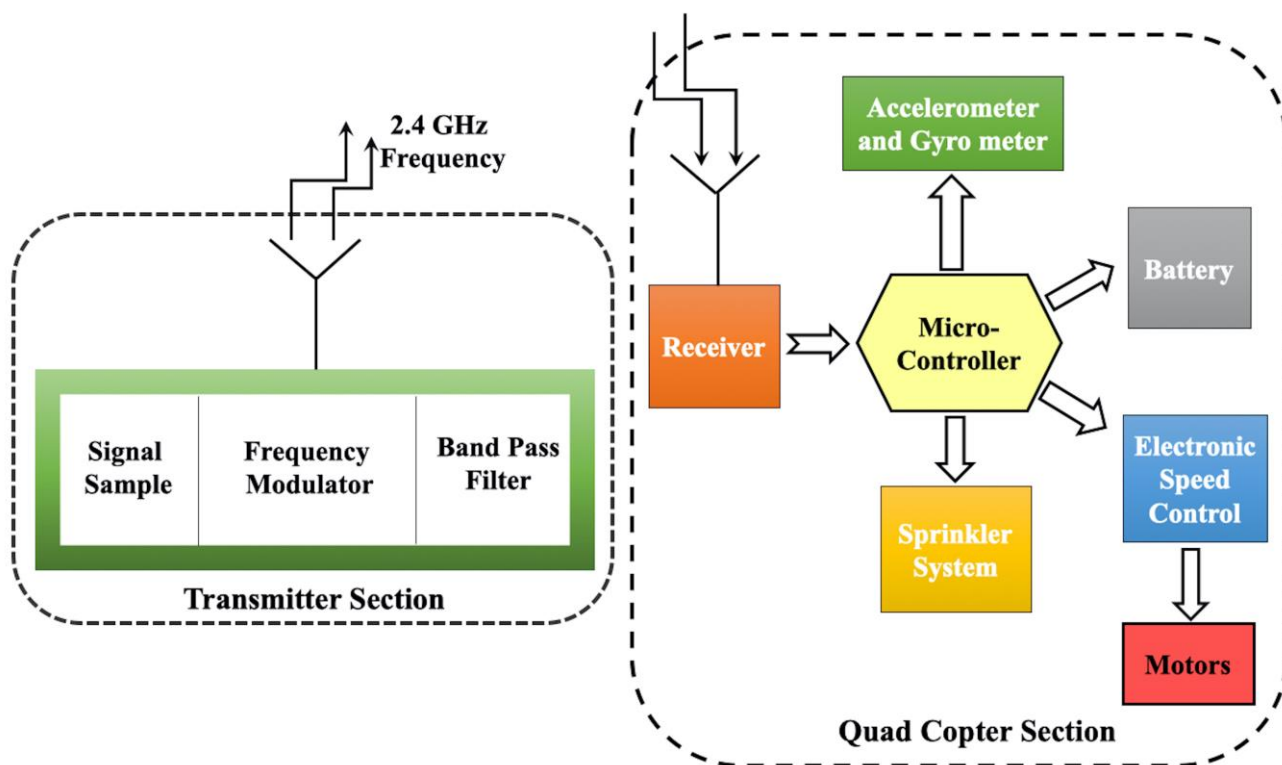 2.4 GHz
Frequency
Signal
Sample
Frequency
Modulator
Band Pass
Filter
Transmitter Section
Accelerometer
and Gyro meter
Battery
Receiver
Micro-
Controller
Electronic
Speed
Control
Sprinkler
System
Motors
Quad Copter Section